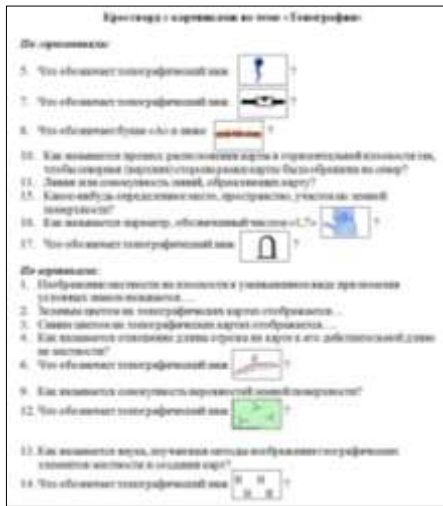 Кроссворд с картинками по теме «Топография»
По горизонтали:
5. Что обозначает топографический знак ?
7. Что обозначает топографический знак ?
8. Что обозначает буква «А» в знаке ?
10. Как называется процесс расположения карты в горизонтальной плоскости так,
чтобы северная (верхняя) сторона рамки карты была обращена на север?
11. Линия или совокупность линий, обрамляющих карту?
15. Какое-нибудь определенное место, пространство, участок на земной
поверхности?
16. Как называется параметр, обозначенный числом «1,7» ?
17. Что обозначает топографический знак ?
По вертикали:
1. Изображение местности на плоскости в уменьшенном виде при помощи
условных знаков называется….
2. Зеленым цветом на топографических картах отображается…
3. Синим цветом на топографических картах отображается….
4. Как называется отношение длины отрезка на карте к его действительной длине
на местности?
6. Что обозначает топографический знак ?
9. Как называется совокупность неровностей земной поверхности?
12. Что обозначает топографический знак ?
13. Как называется наука, изучающая методы изображения географических
элементов местности и создания карт?
14. Что обозначает топографический знак ?